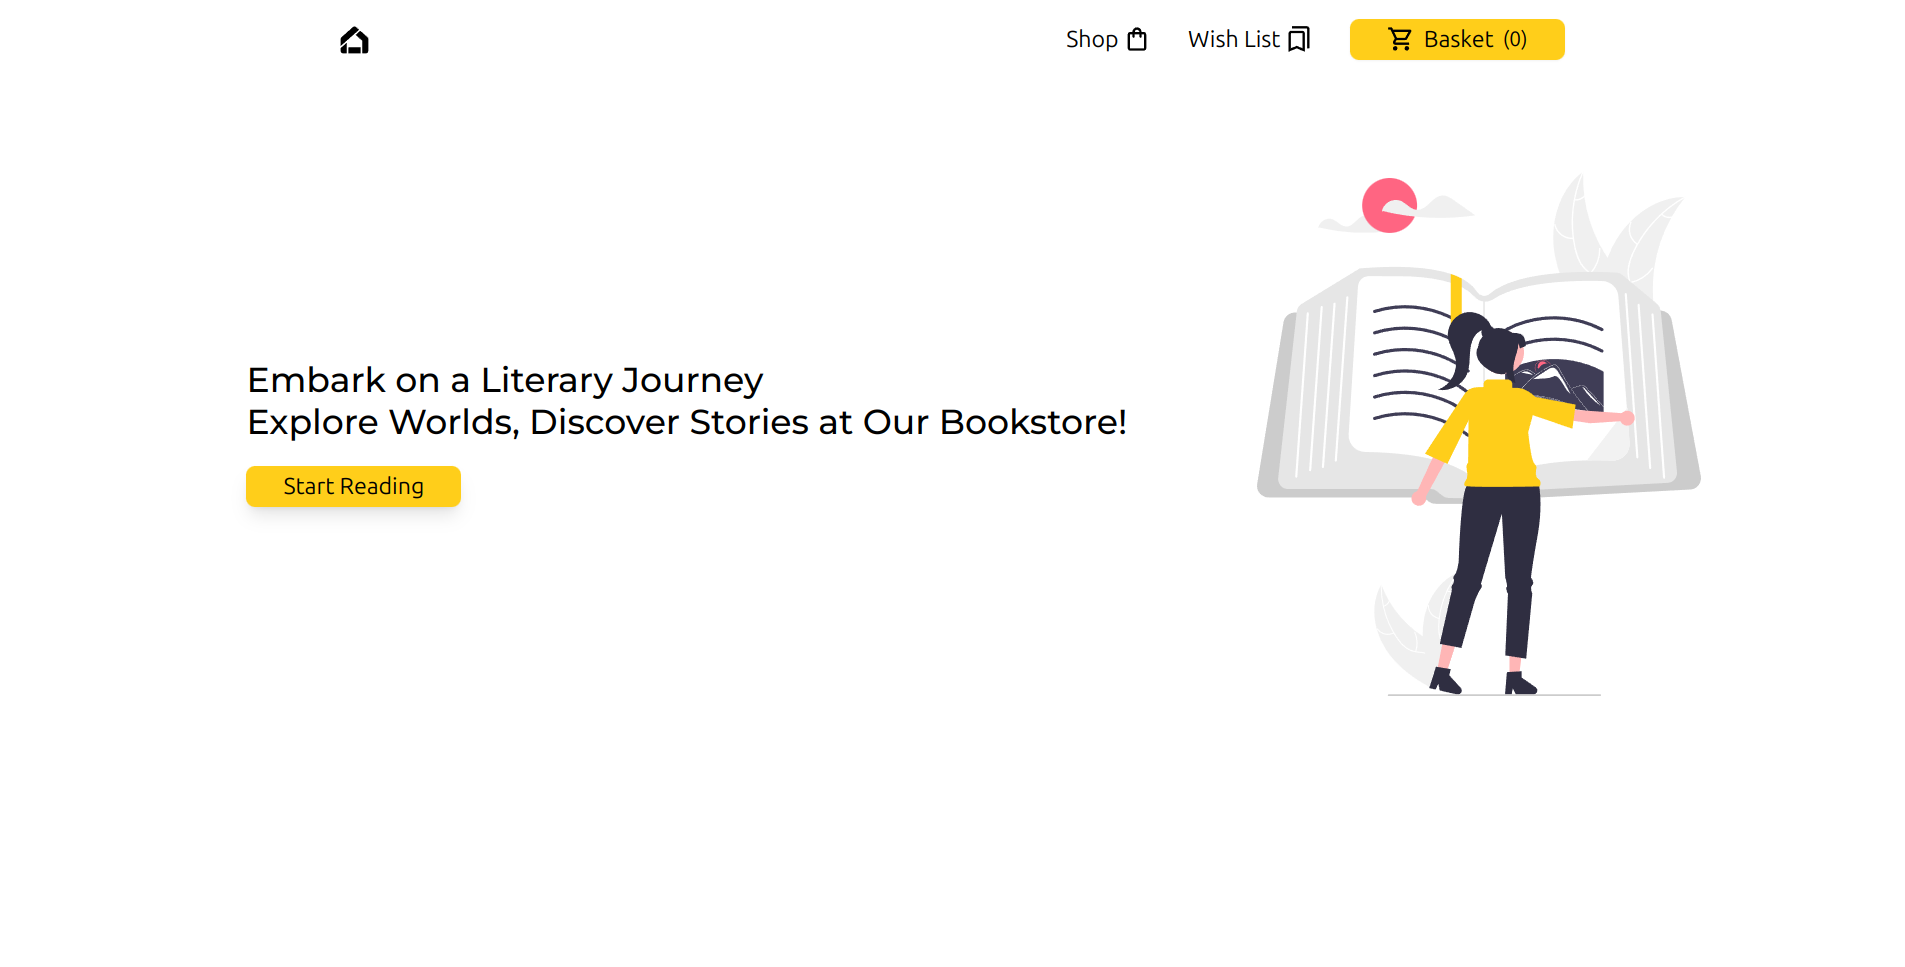 Shop
Wish List
Basket (0)
Embark on a Literary Journey
Explore Worlds, Discover Stories at Our Bookstore!
Start Reading